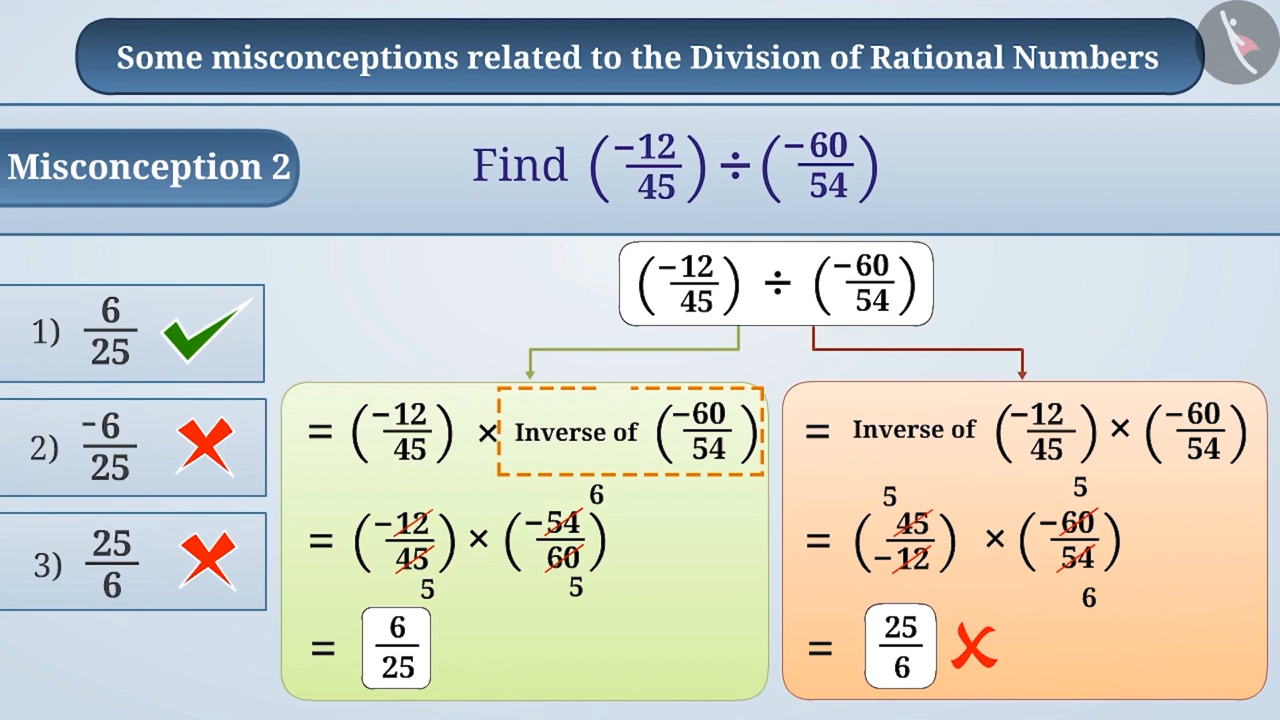 Some misconceptions related to the Division of Rational Numbers
Misconception 2
Find (-12/45) ÷ (-60/54)
(-12/45) ÷ (-60/54)
1) 6/25
2) -6/25
3) 25/6
= (-12/45) × Inverse of (-60/54)
6
= (-12/45) × (-54/60)
5 5
= 6/25
= Inverse of (-12/45) × (-60/54)
5 5
= (45/-12) × (-60/54)
6
= 25/6